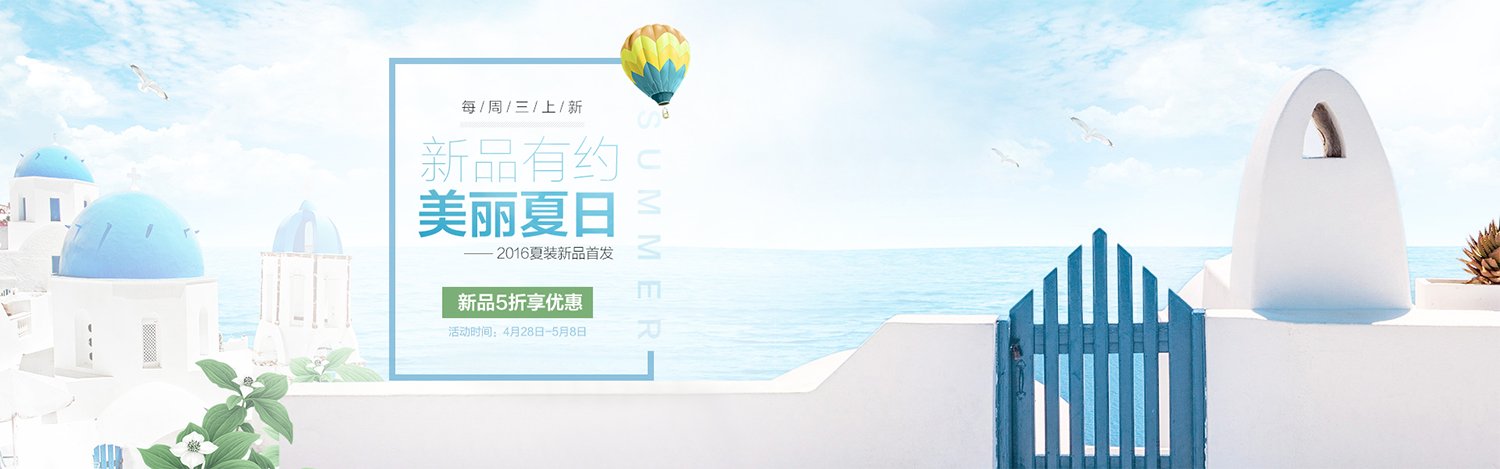 每/周/三/上/新
新品有约
美丽夏日
—— 2016夏装新品首发
新品5折享优惠
活动时间：4月28日-5月8日
SUMMER